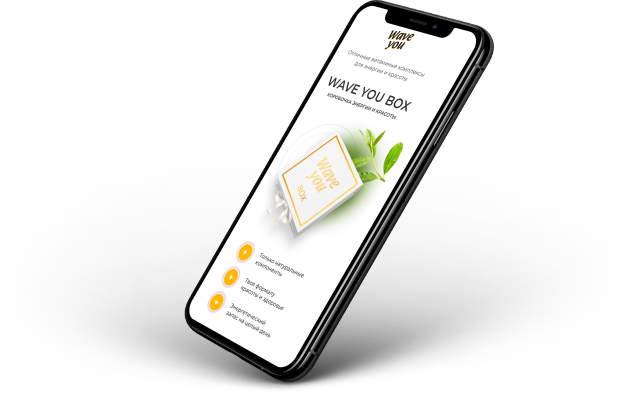 Wave
you
Отличные витаминные комплексы
для энергии и красоты
WAVE YOU BOX
КОРОБОЧКА ЭНЕРГИИ И КРАСОТЫ
Wave
you
Box
Только натуральные
компоненты
Твоя формула
красоты и здоровья
Энергетический
запас на целый день